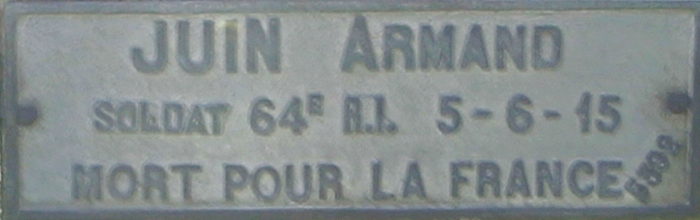 JUIN ARMAND
SOLDAT 64E R.I. 5-6-15
MORT POUR LA FRANCE